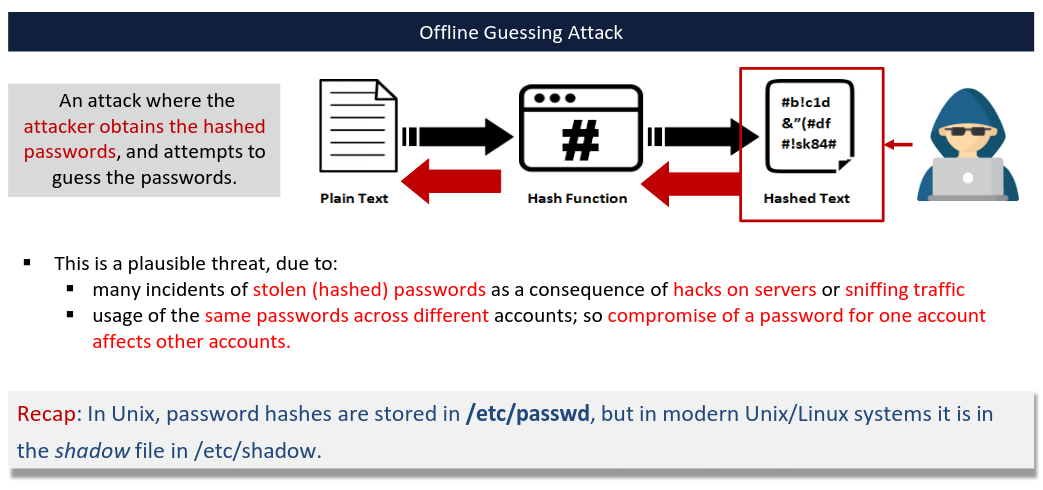 Offline Guessing Attack
An attack where the
attacker obtains the hashed
passwords, and attempts to
guess the passwords.
#
#b!c1d
&”(#df
#!sk84#
Plain Text
Hash Function
Hashed Text
▪ This is a plausible threat, due to:
▪ many incidents of stolen (hashed) passwords as a consequence of hacks on servers or sniffing traffic
▪ usage of the same passwords across different accounts; so compromise of a password for one account
affects other accounts.
Recap: In Unix, password hashes are stored in /etc/passwd, but in modern Unix/Linux systems it is in
the shadow file in /etc/shadow.